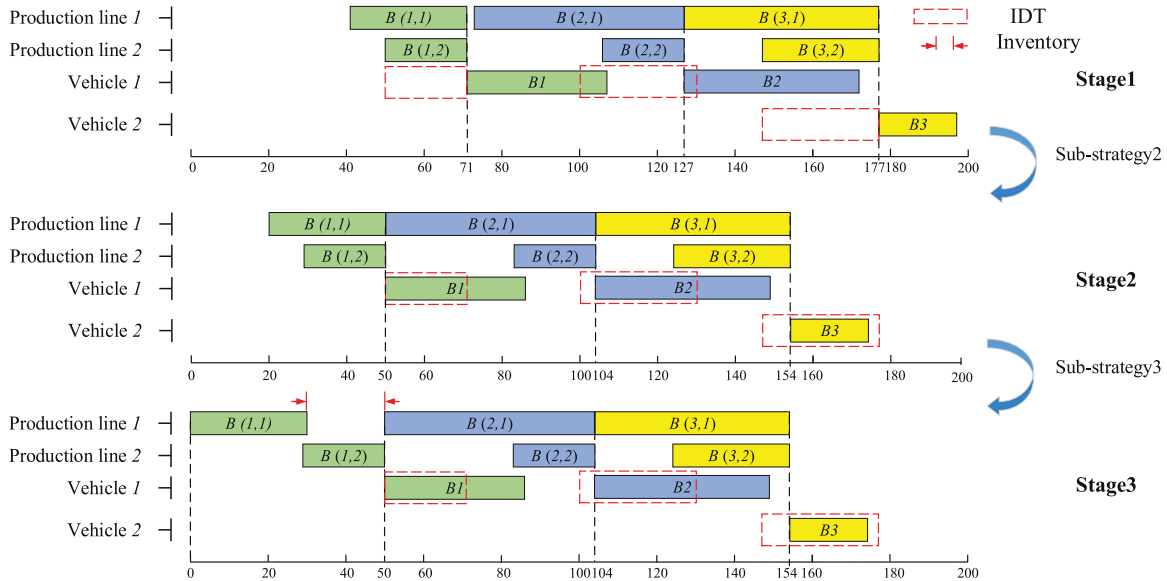 Production line 1 B (1,1) B (2,1) B (3,1) IDT
Production line 2 B (1,2) B (2,2) B (3,2) Inventory
Vehicle 1 B1 B2 Stage1
Vehicle 2 B3
0 20 40 60 71 80 100 120 127 140 160 177 180 200
Sub-strategy2
Production line 1 B (1,1) B (2,1) B (3,1)
Production line 2 B (1,2) B (2,2) B (3,2)
Vehicle 1 B1 B2 Stage2
Vehicle 2 B3
0 20 40 50 60 80 100 104 120 140 154 160 180 200
Sub-strategy3
Production line 1 B (1,1) B (2,1) B (3,1)
Production line 2 B (1,2) B (2,2) B (3,2)
Vehicle 1 B1 B2 Stage3
Vehicle 2 B3
0 20 40 50 60 80 100 104 120 140 154 160 180 200